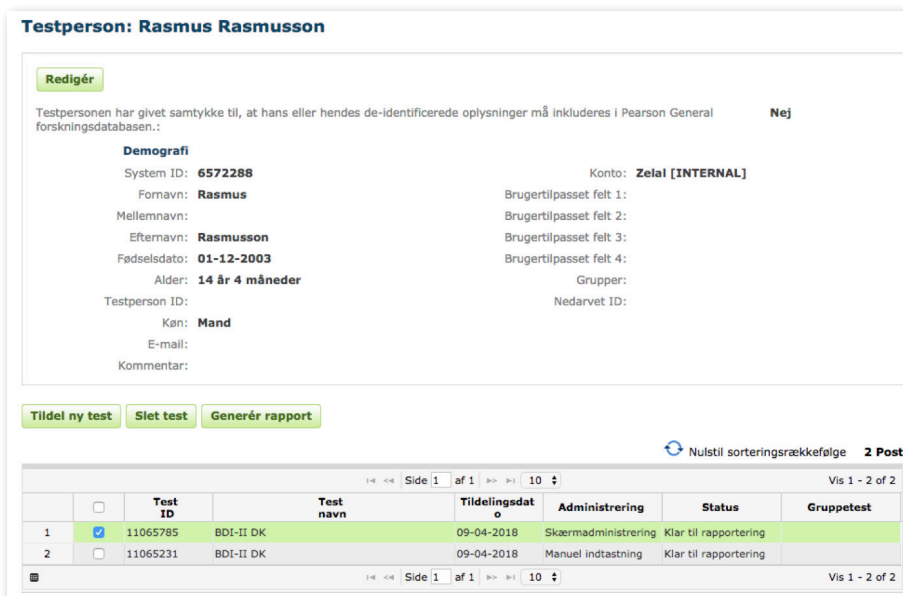 Testperson: Rasmus Rasmusson
Redigér
Testpersonen har givet samtykke til, at hans eller hendes de-identificerede oplysninger må inkluderes i Pearson General Nej
forskningsdatabasen.:
Demografi
System ID: 6572288 Konto: Zelal [INTERNAL]
Fornavn: Rasmus Brugertilpasset felt 1:
Mellemnavn: Brugertilpasset felt 2:
Efternavn: Rasmusson Brugertilpasset felt 3:
Fødselsdato: 01-12-2003 Brugertilpasset felt 4:
Alder: 14 år 4 måneder Grupper:
Testperson ID: Nedarvet ID:
Køn: Mand
E-mail:
Kommentar:
Tildel ny test Slet test Generér rapport
Nulstil sorteringsrækkefølge 2 Post
Side 1 af 1 10 Vis 1 - 2 of 2
Test ID Test navn Tildelingsdato Administrering Status Gruppetest
1 11065785 BDI-II DK 09-04-2018 Skærmadministrering Klar til rapportering
2 11065231 BDI-II DK 09-04-2018 Manuel indtastning Klar til rapportering
Side 1 af 1 10 Vis 1 - 2 of 2